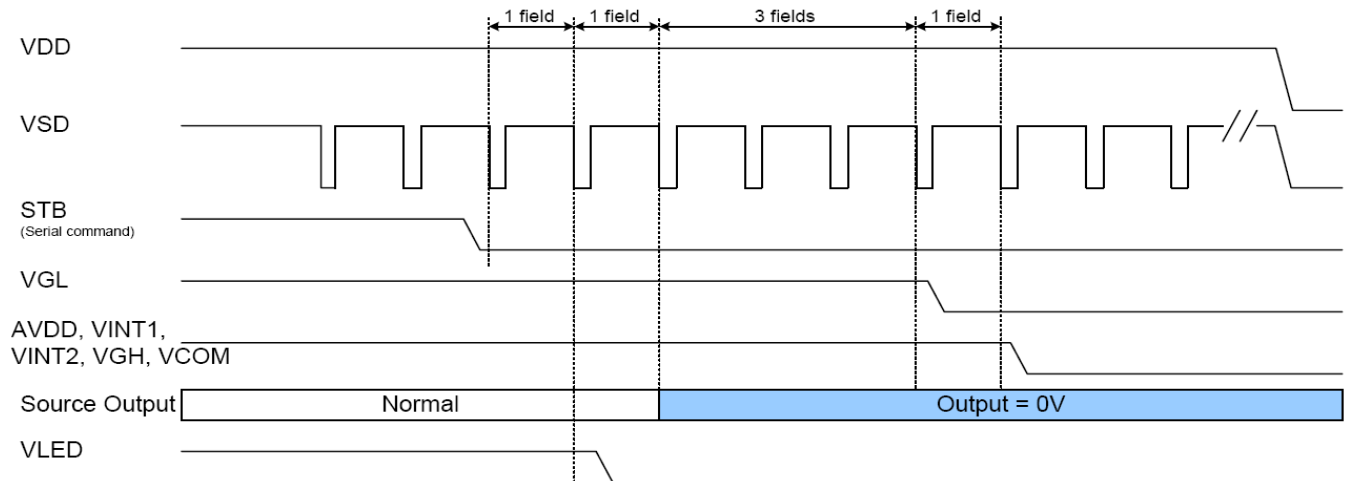 1 field 1 field 3 fields 1 field
VDD
VSD
STB
(Serial command)
VGL
AVDD, VINT1,
VINT2, VGH, VCOM
Source Output Normal Output = 0V
VLED